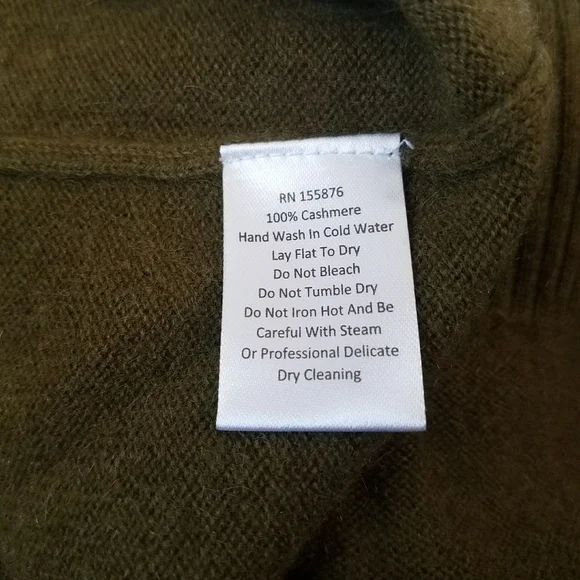 RN 155876
100% Cashmere
Hand Wash In Cold Water
Lay Flat To Dry
Do Not Bleach
Do Not Tumble Dry
Do Not Iron Hot And Be
Careful With Steam
Or Professional Delicate
Dry Cleaning